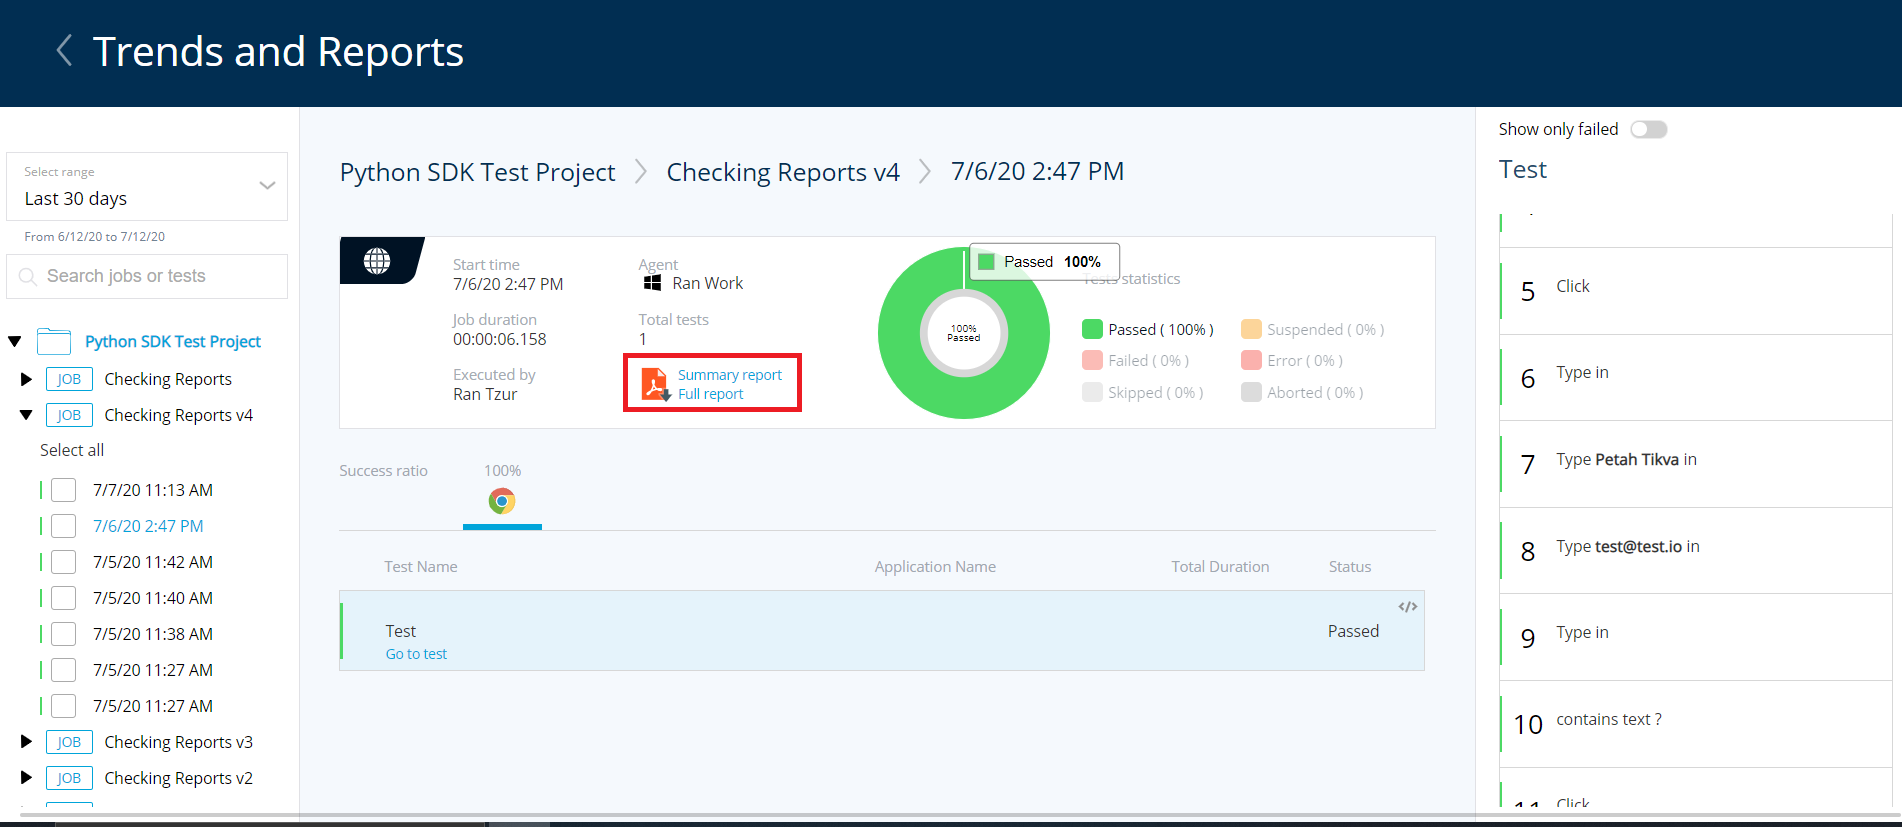 Trends and Reports
Select range
Last 30 days
From 6/12/20 to 7/12/20
Search jobs or tests
Python SDK Test Project
JOB Checking Reports
JOB Checking Reports v4
Select all
7/7/20 11:13 AM
7/6/20 2:47 PM
7/5/20 11:42 AM
7/5/20 11:40 AM
7/5/20 11:38 AM
7/5/20 11:27 AM
7/5/20 11:27 AM
JOB Checking Reports v3
JOB Checking Reports v2
Python SDK Test Project Checking Reports v4 7/6/20 2:47 PM
Start time
7/6/20 2:47 PM
Job duration
00:00:06.158
Executed by
Ran Tzur
Agent
Ran Work
Total tests
1
Summary report
Full report
100%
Passed
Passed 100%
Tests statistics
Passed ( 100% )
Suspended ( 0% )
Failed ( 0% )
Error ( 0% )
Skipped ( 0% )
Aborted ( 0% )
Success ratio 100%
Test Name Application Name Total Duration Status
</>
Test Passed
Go to test
Show only failed
Test
5 Click
6 Type in
7 Type Petah Tikva in
8 Type test@test.io in
9 Type in
10 contains text ?
11 Click